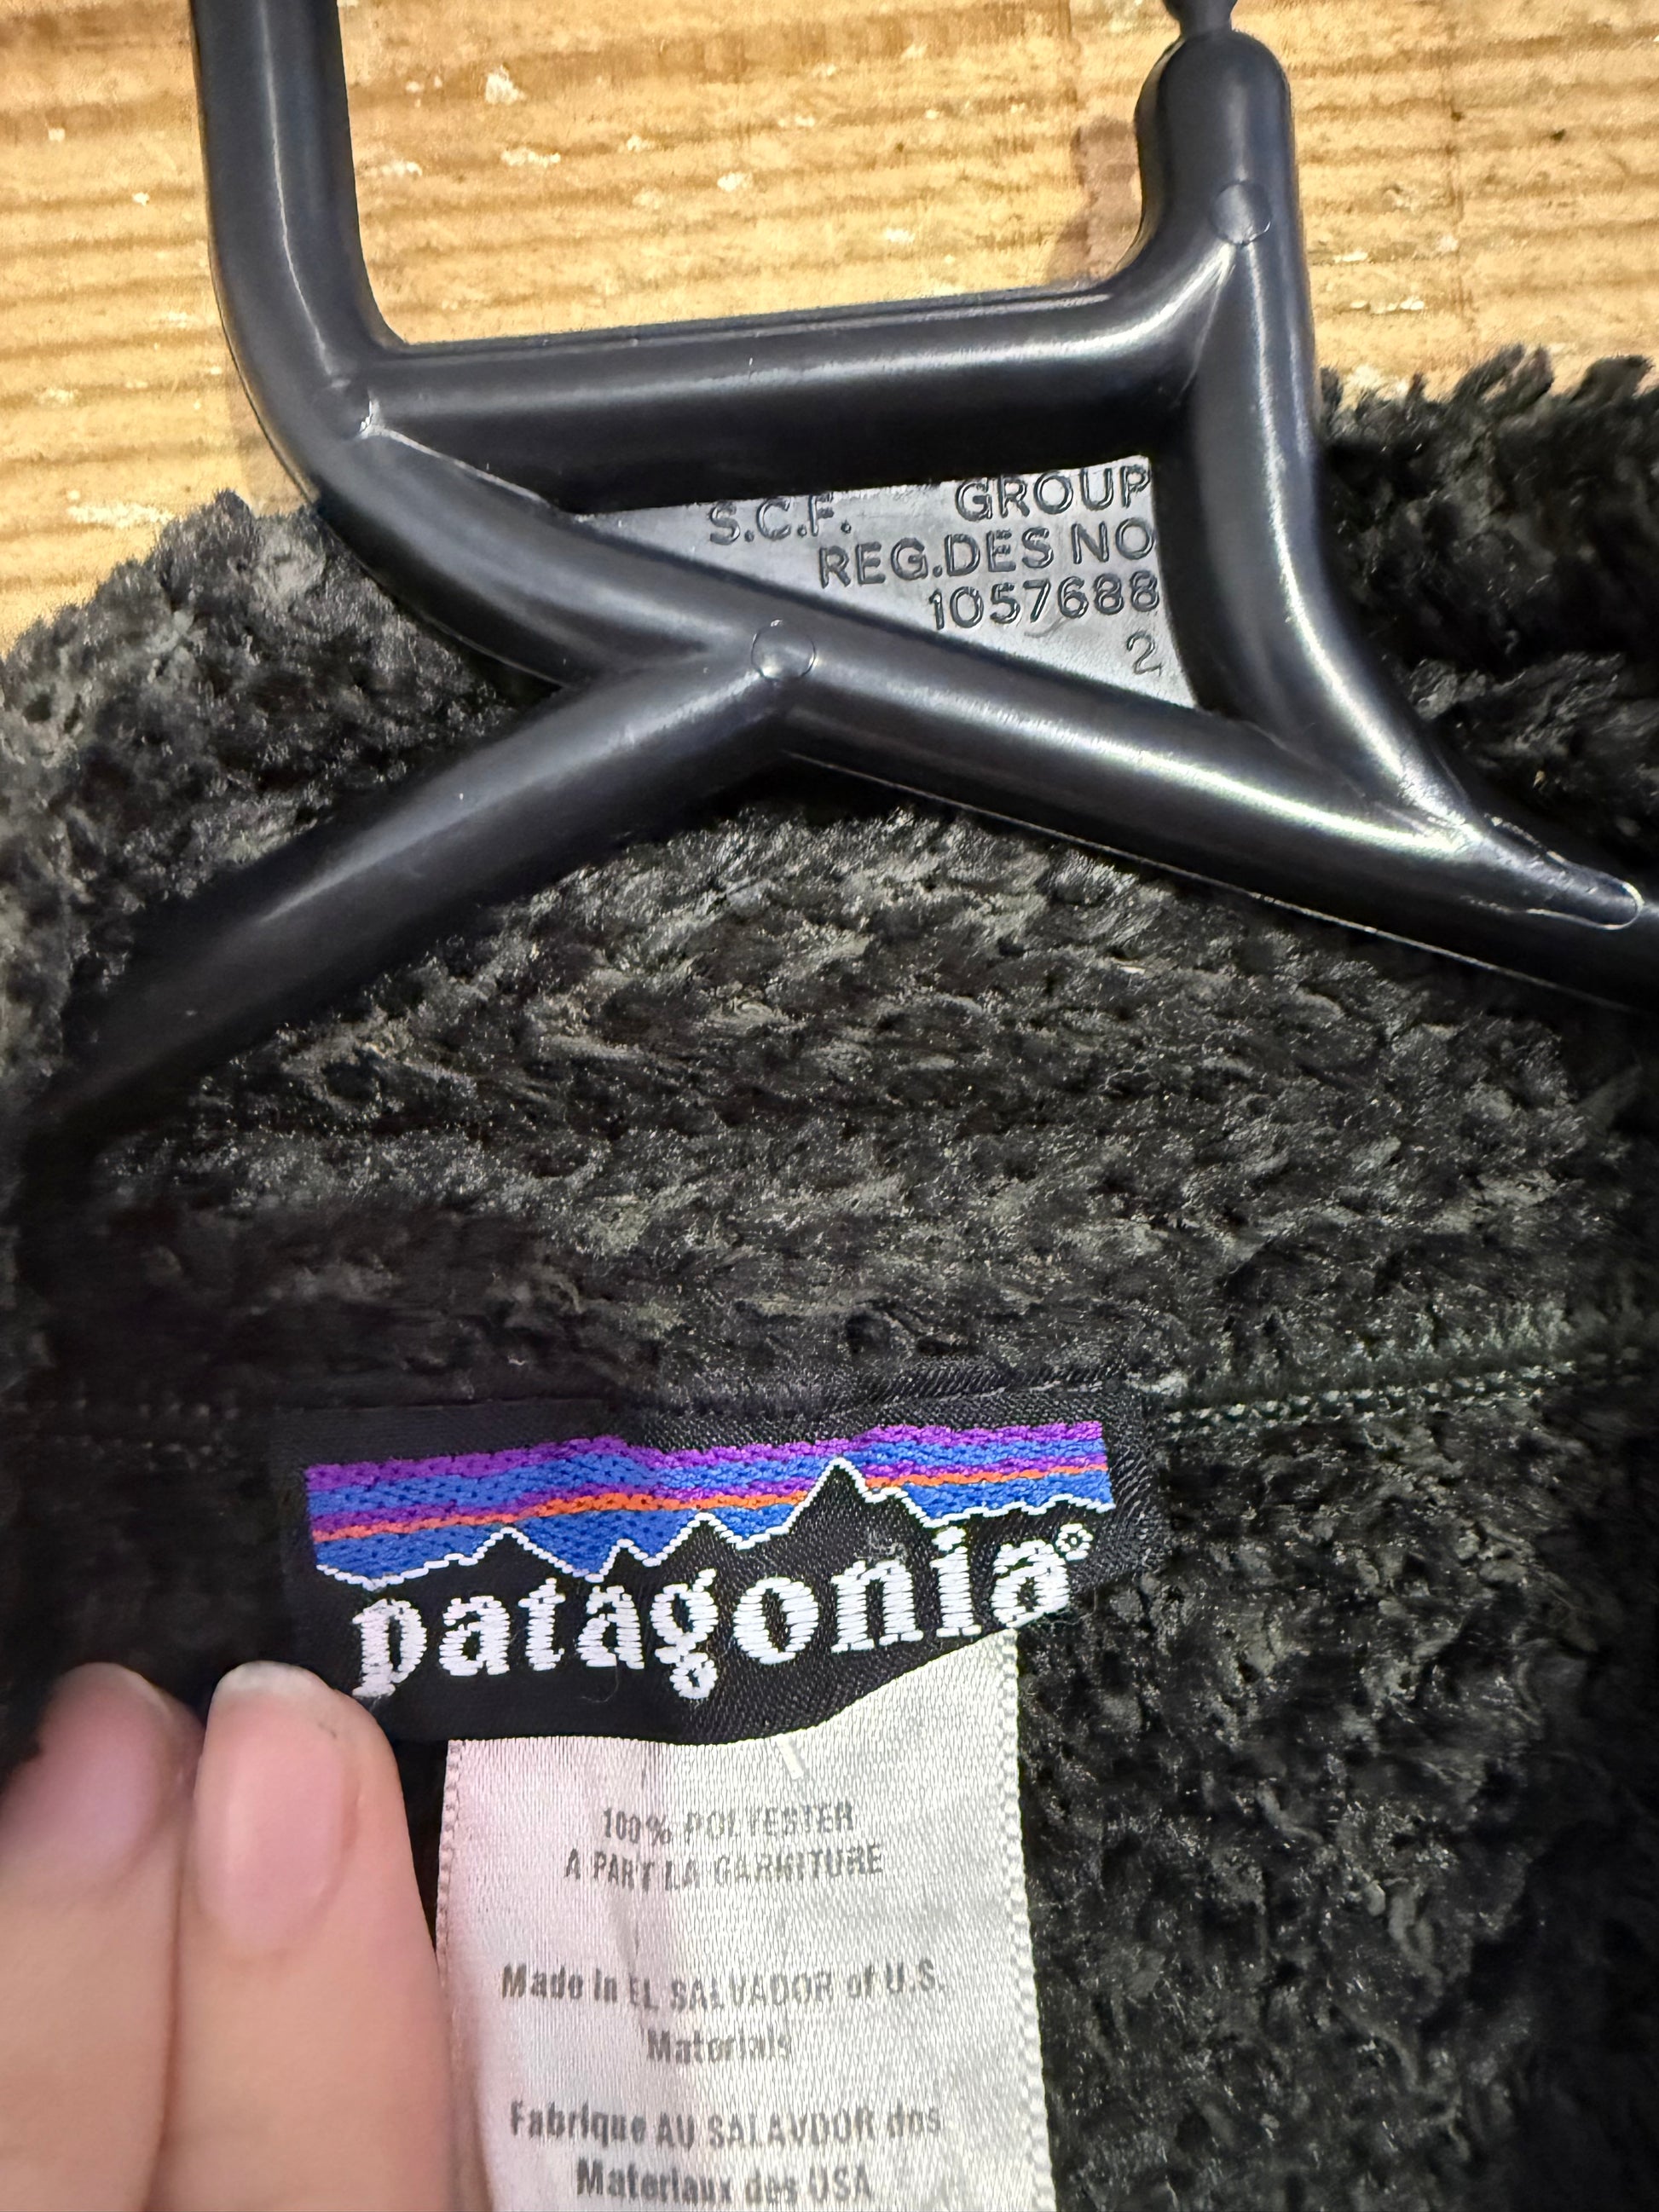 S.C.F. GROUP
REG.DES NO
1057688
2
patagonia®
100% POLYESTER
A PART LA GARNITURE
Made in EL SALVADOR of U.S.
Materials
Fabrique AU SALAVDOR des
Materiaux des USA